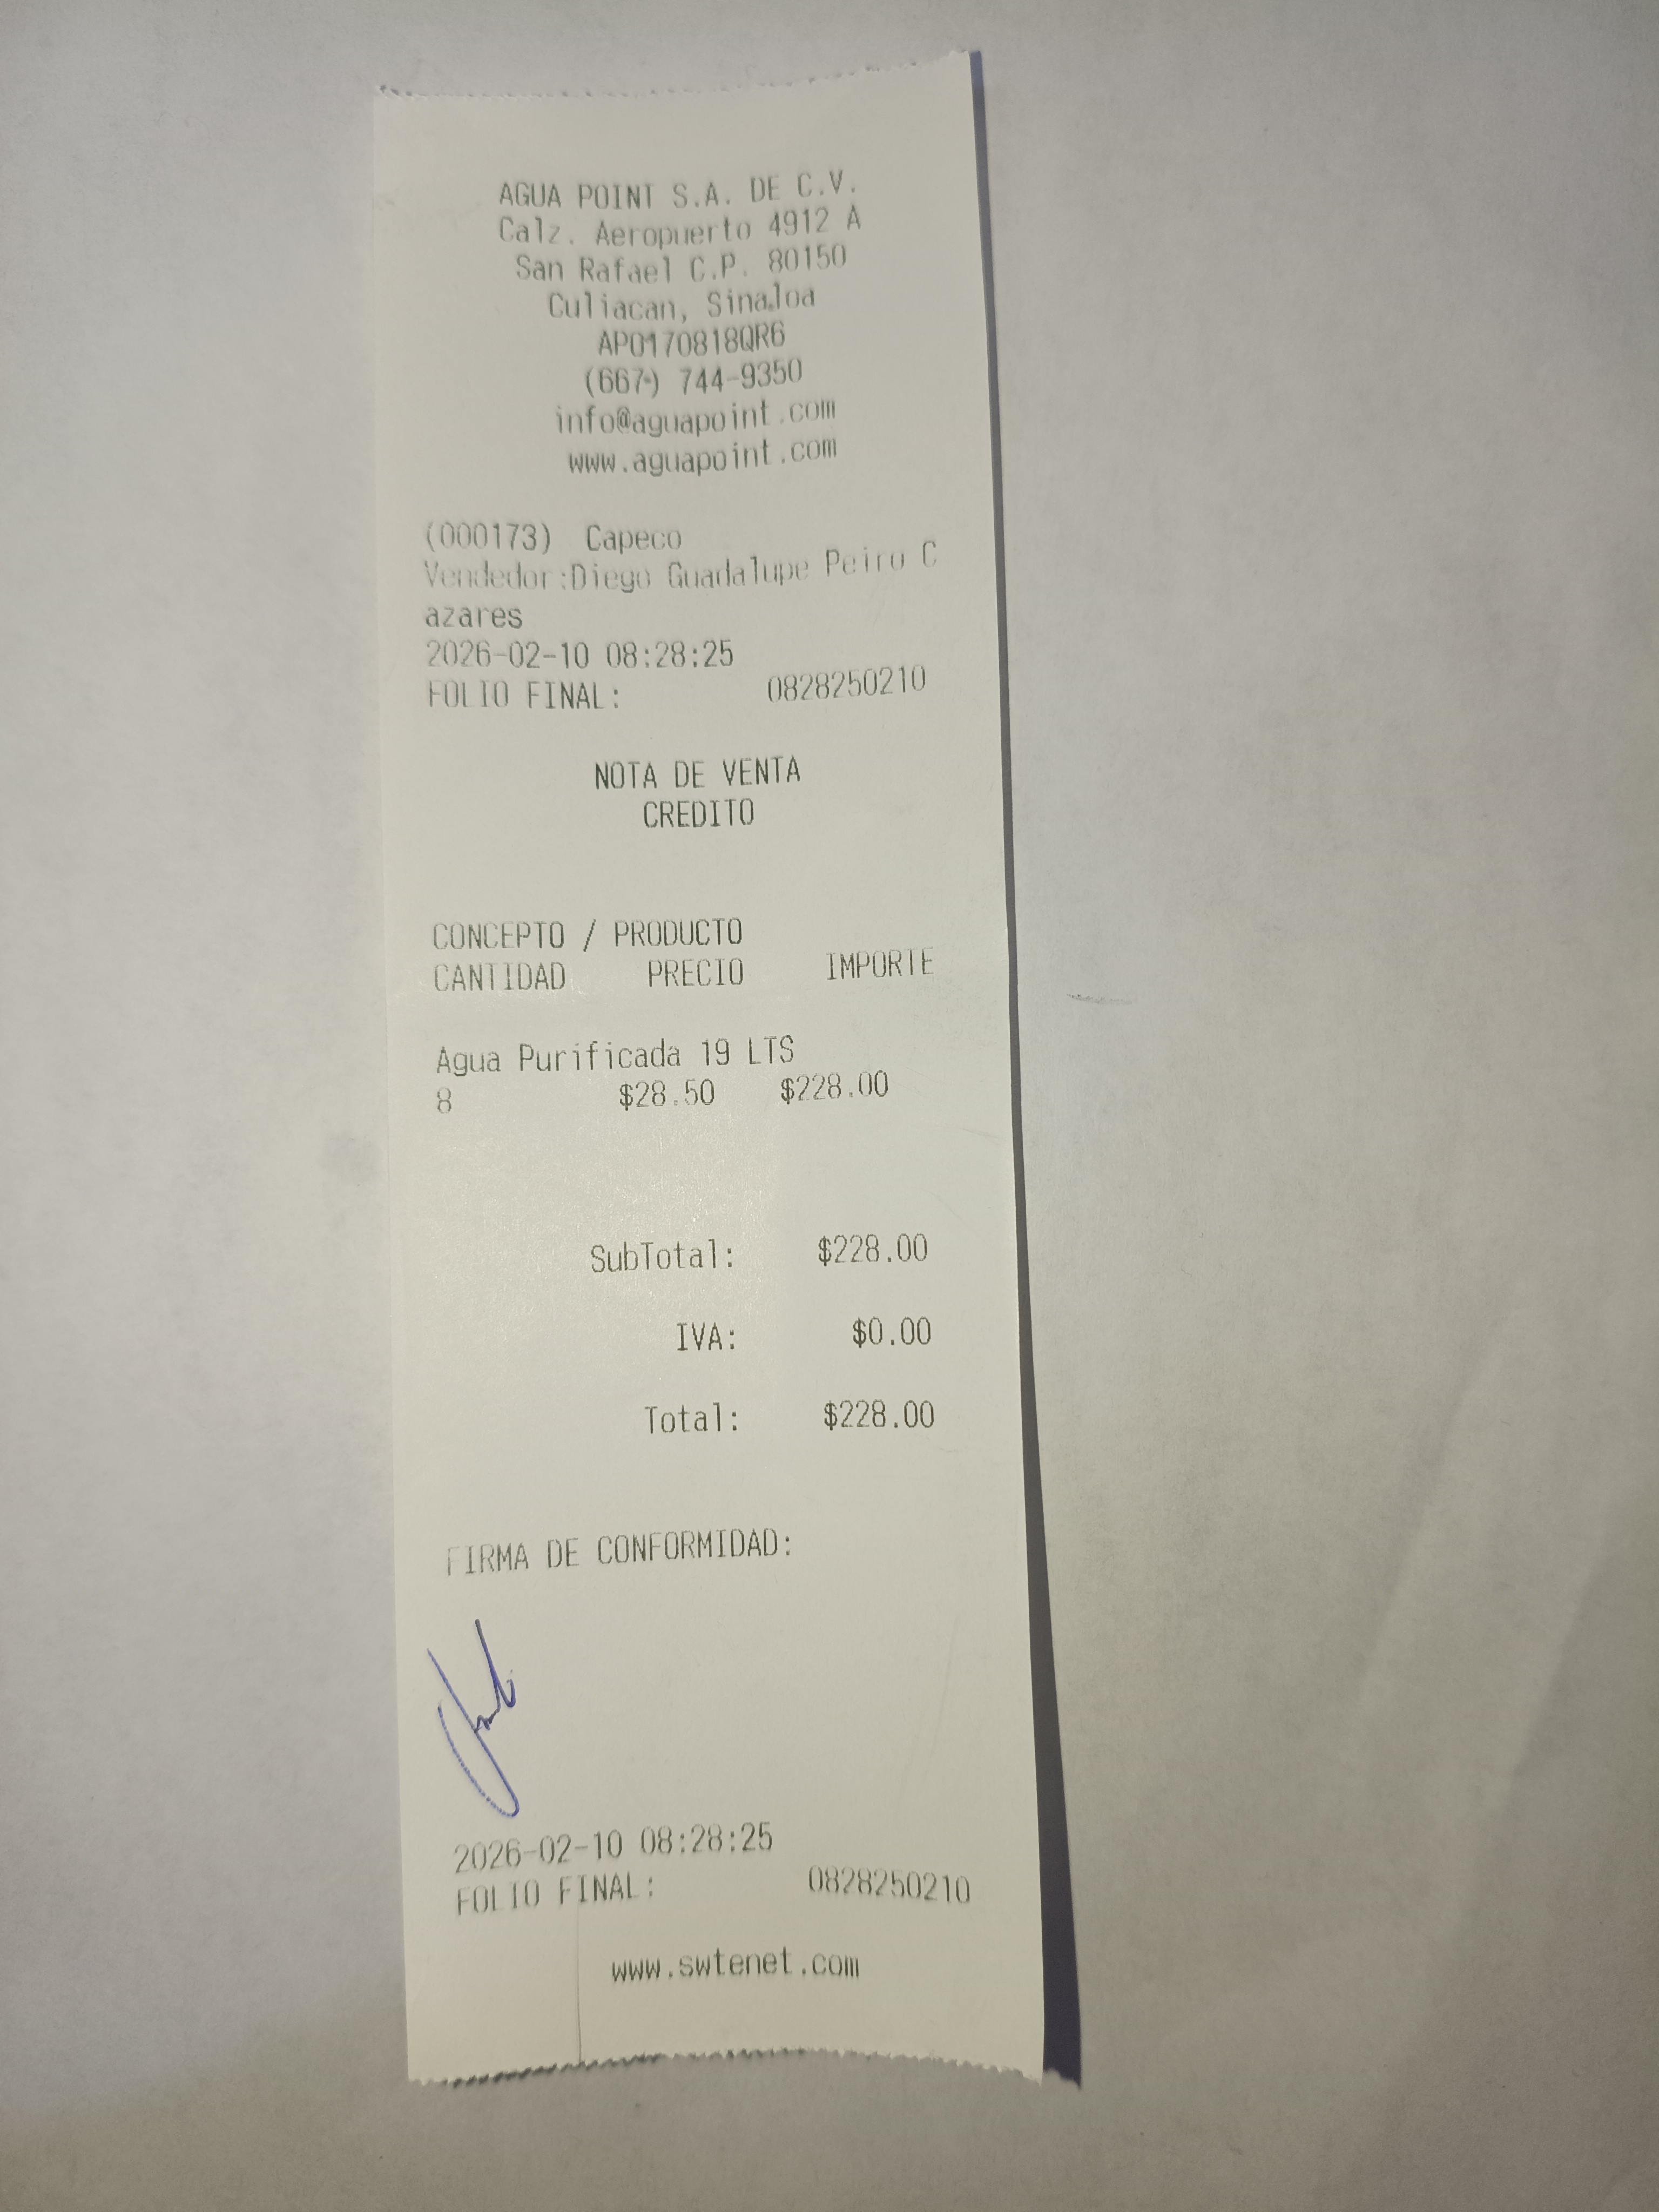 AGUA POINT S.A. DE C.V.
Calz. Aeropuerto 4912 A
San Rafael C.P. 80150
Culiacan, Sinaloa
APO170818QR6
(667) 744-9350
info@aguapoint.com
www.aguapoint.com
(000173) Capeco
Vendedor:Diego Guadalupe Peiro C
azares
2026-02-10 08:28:25
FOLIO FINAL: 0828250210
NOTA DE VENTA
CREDITO
CONCEPTO / PRODUCTO
CANTIDAD PRECIO IMPORTE
Agua Purificada 19 LTS
8 $28.50 $228.00
SubTotal: $228.00
IVA: $0.00
Total: $228.00
FIRMA DE CONFORMIDAD:
2026-02-10 08:28:25
FOLIO FINAL: 0828250210
www.swtenet.com